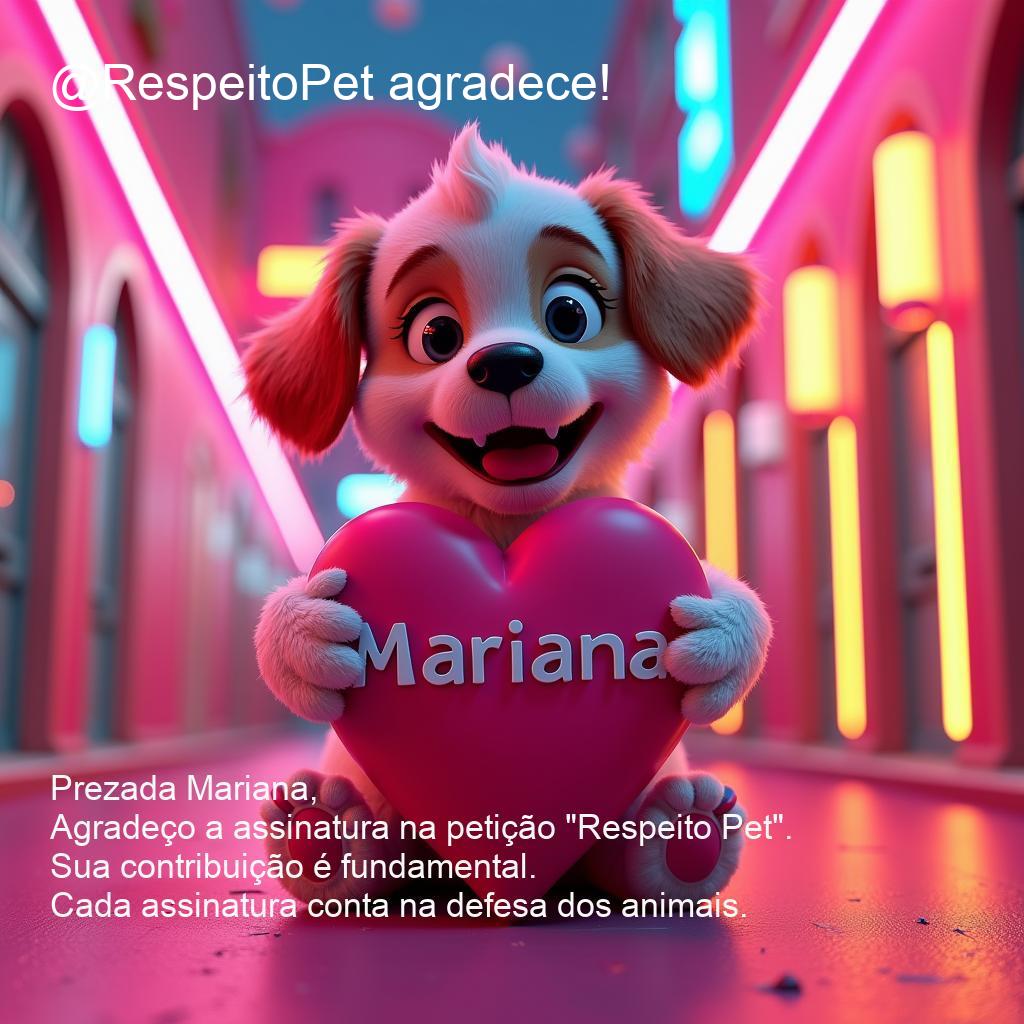 @RespeitoPet agradece!
Mariana
Prezada Mariana,
Agradeço a assinatura na petição "Respeito Pet".
Sua contribuição é fundamental.
Cada assinatura conta na defesa dos animais.